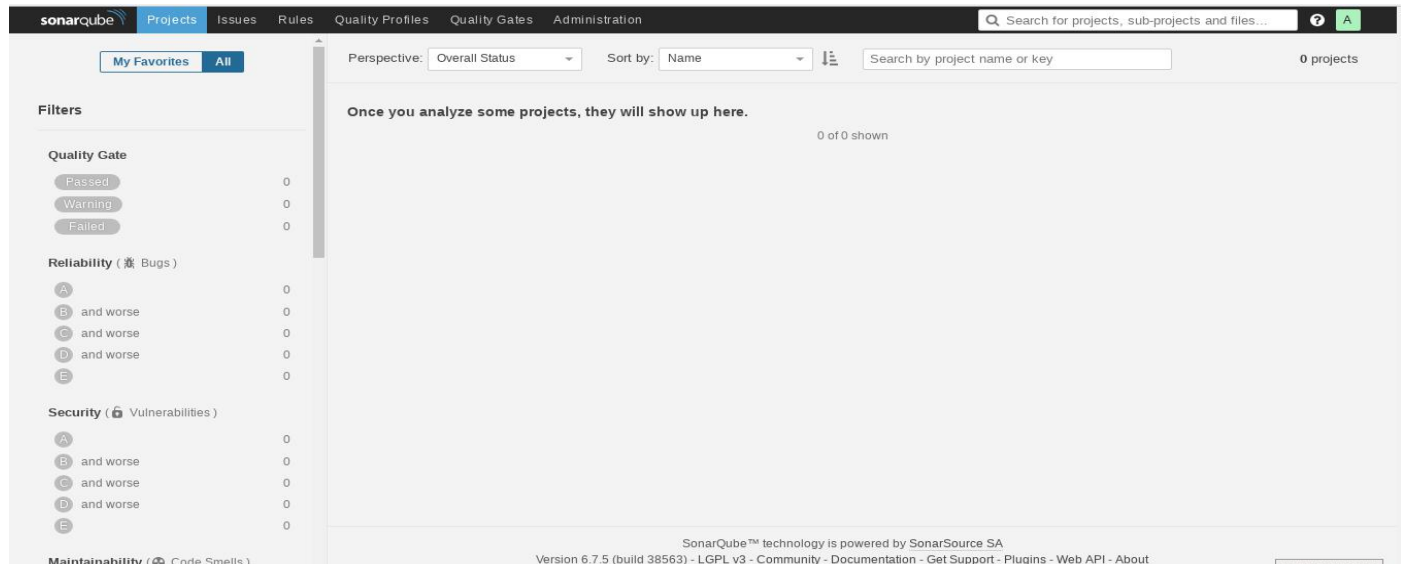 sonarqube Projects Issues Rules Quality Profiles Quality Gates Administration Search for projects, sub-projects and files... ? A
My Favorites All
Perspective: Overall Status Sort by: Name Search by project name or key 0 projects
Filters
Once you analyze some projects, they will show up here.
0 of 0 shown
Quality Gate
Passed 0
Warning 0
Failed 0
Reliability ( Bugs )
A 0
B and worse 0
C and worse 0
D and worse 0
E 0
Security ( Vulnerabilities )
A 0
B and worse 0
C and worse 0
D and worse 0
E 0
Maintainability ( Code Smells )
SonarQube™ technology is powered by SonarSource SA
Version 6.7.5 (build 38563) - LGPL v3 - Community - Documentation - Get Support - Plugins - Web API - About